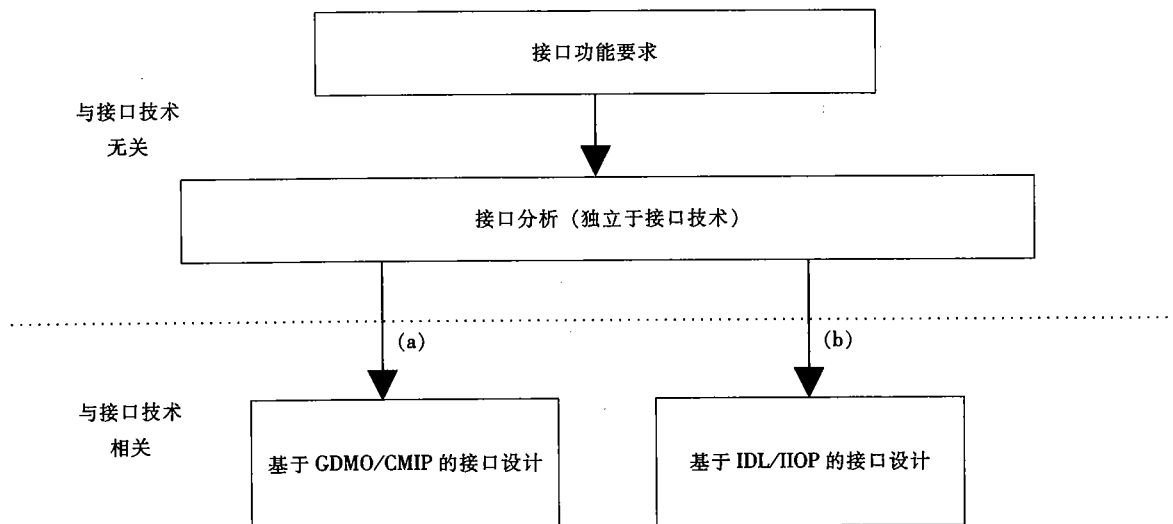 接口功能要求
与接口技术
无关
接口分析（独立于接口技术）
(a)
(b)
与接口技术
相关
基于 GDMO/CMIP 的接口设计
基于 IDL/IIOP 的接口设计